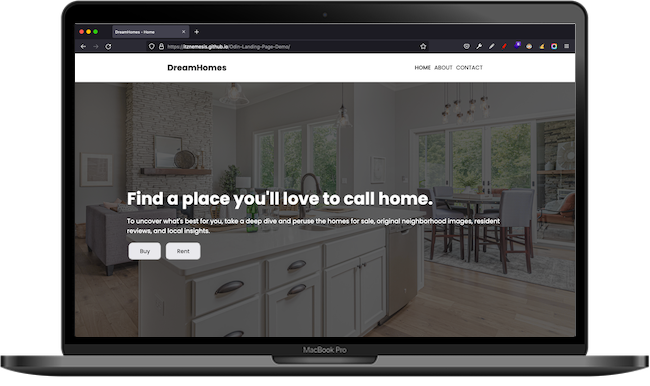 DreamHomes - Home
https://itznemesis.github.io/Odin-Landing-Page-Demo/
DreamHomes
HOME ABOUT CONTACT
Find a place you'll love to call home.
To uncover what's best for you, take a deep dive and peruse the homes for sale, original neighborhood images, resident
reviews, and local insights.
Buy Rent
MacBook Pro